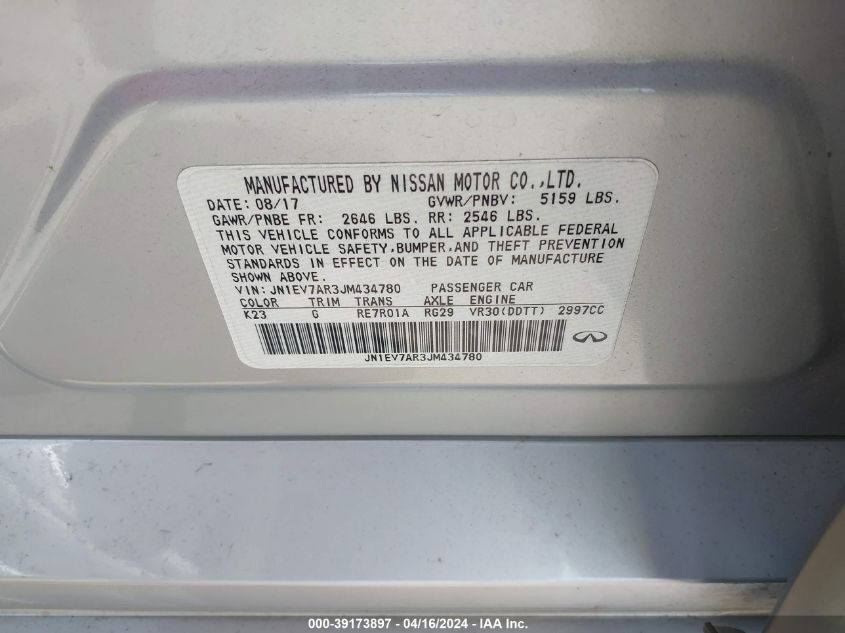 MANUFACTURED BY NISSAN MOTOR CO.,LTD.
DATE: 08/17 GVWR/PNBV: 5159 LBS.
GAWR/PNBE FR: 2646 LBS. RR: 2546 LBS.
THIS VEHICLE CONFORMS TO ALL APPLICABLE FEDERAL
MOTOR VEHICLE SAFETY,BUMPER,AND THEFT PREVENTION
STANDARDS IN EFFECT ON THE DATE OF MANUFACTURE
SHOWN ABOVE.
VIN: JN1EV7AR3JM434780 PASSENGER CAR
COLOR TRIM TRANS AXLE ENGINE
K23 G RE7R01A RG29 VR30(DDTT) 2997CC
JN1EV7AR3JM434780
000-39173897 - 04/16/2024 - IAA Inc.